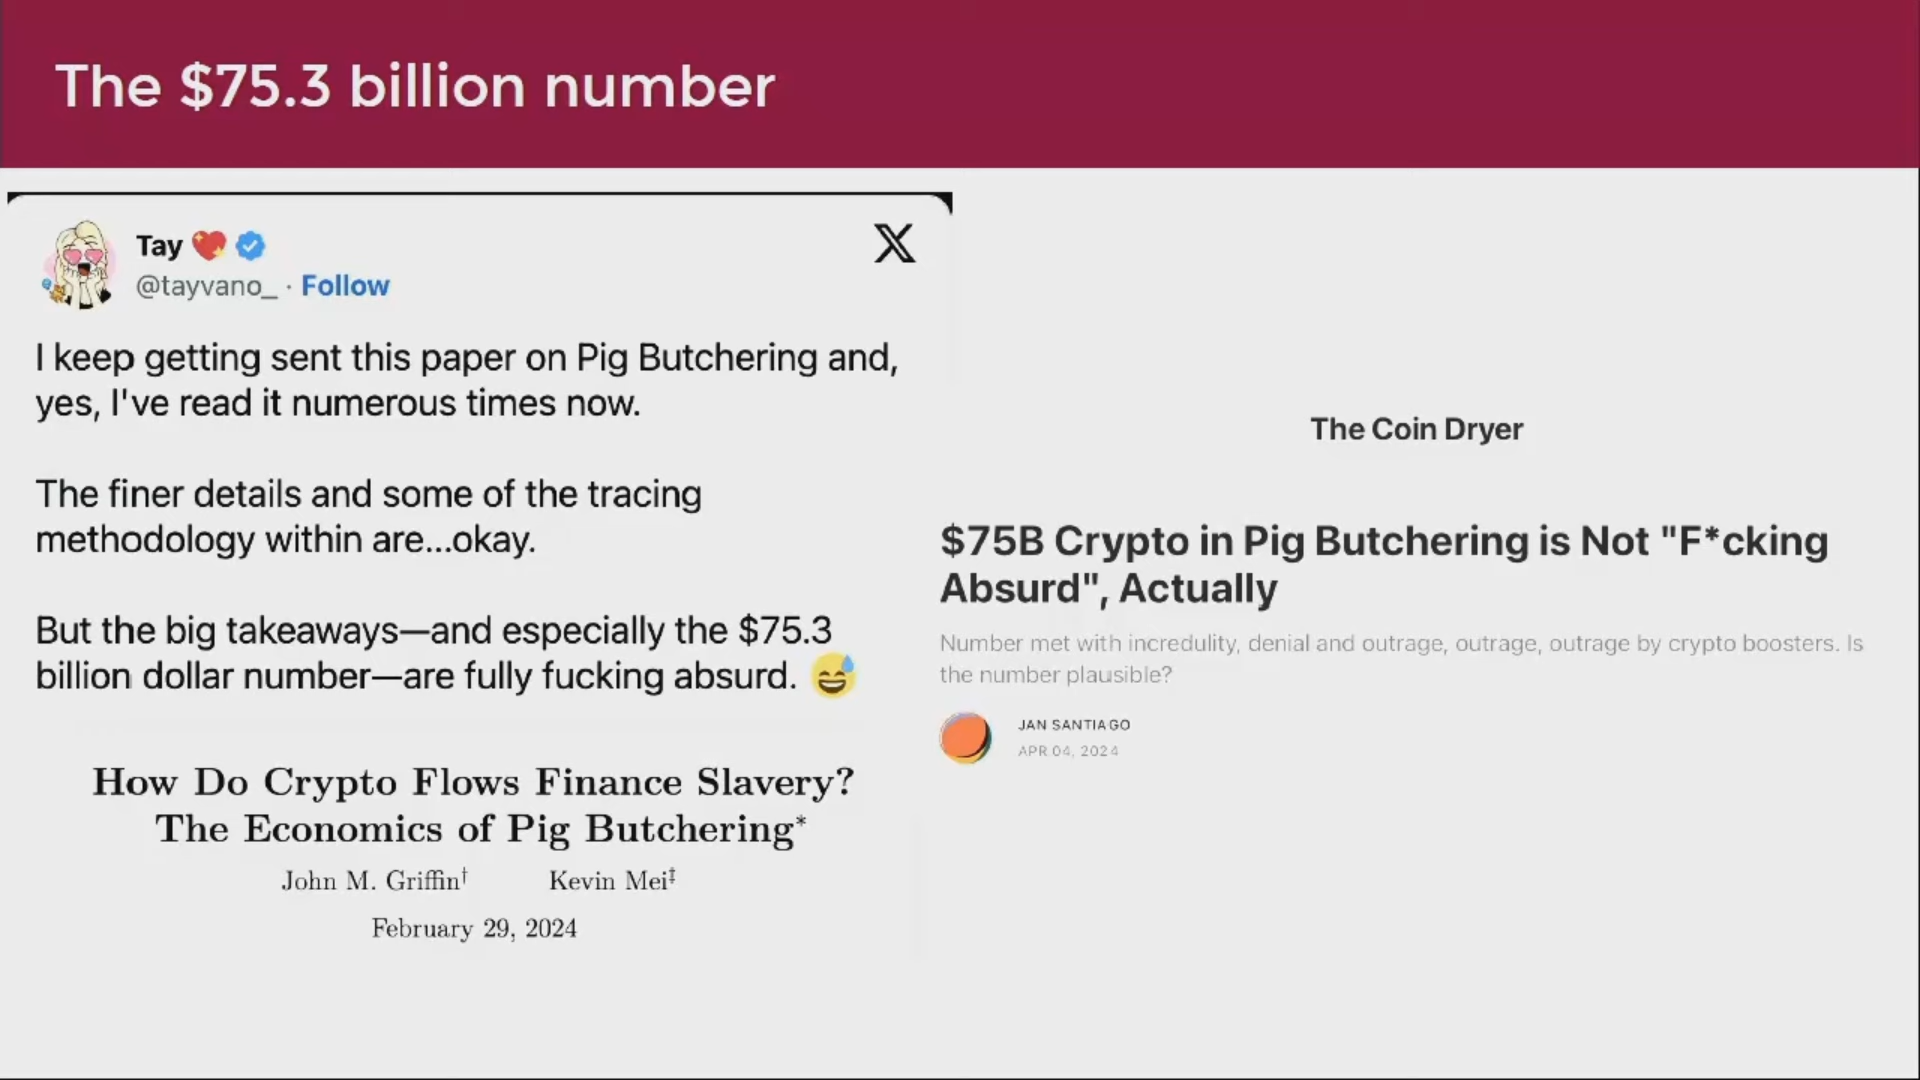 The $75.3 billion number
Tay 💖
@tayvano_ · Follow
I keep getting sent this paper on Pig Butchering and,
yes, I've read it numerous times now.
The finer details and some of the tracing
methodology within are...okay.
But the big takeaways—and especially the $75.3
billion dollar number—are fully fucking absurd. 😅
How Do Crypto Flows Finance Slavery?
The Economics of Pig Butchering*
John M. Griffin† Kevin Mei‡
February 29, 2024
The Coin Dryer
$75B Crypto in Pig Butchering is Not "F*cking
Absurd", Actually
Number met with incredulity, denial and outrage, outrage, outrage by crypto boosters. Is
the number plausible?
JAN SANTIAGO
APR 04, 2024